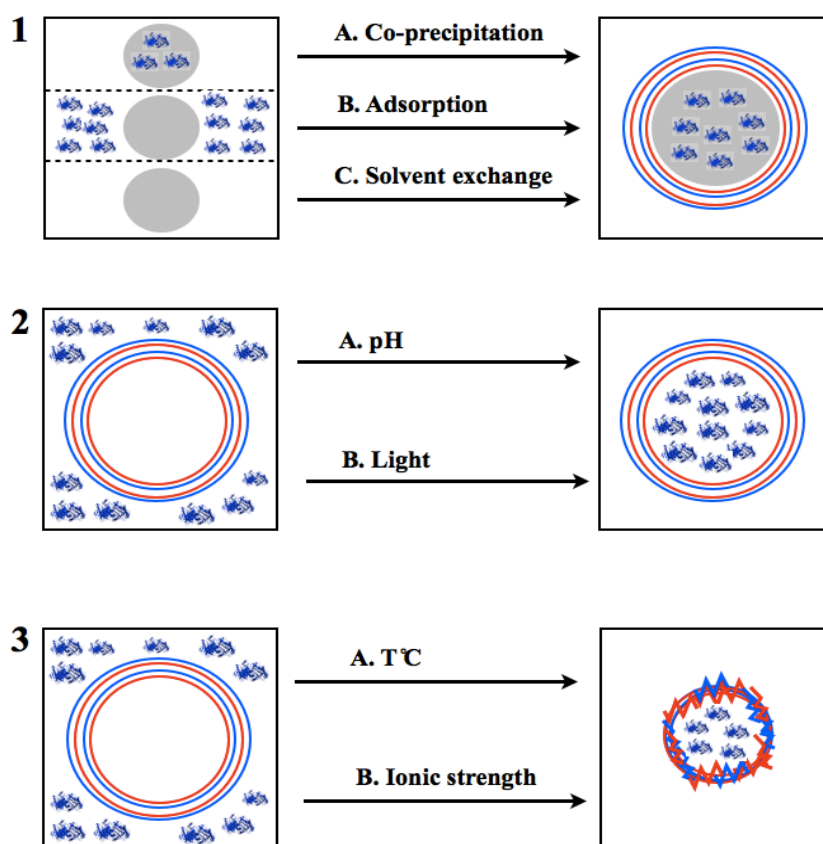 1
A. Co-precipitation
B. Adsorption
C. Solvent exchange
2
A. pH
B. Light
3
A. T°C
B. Ionic strength